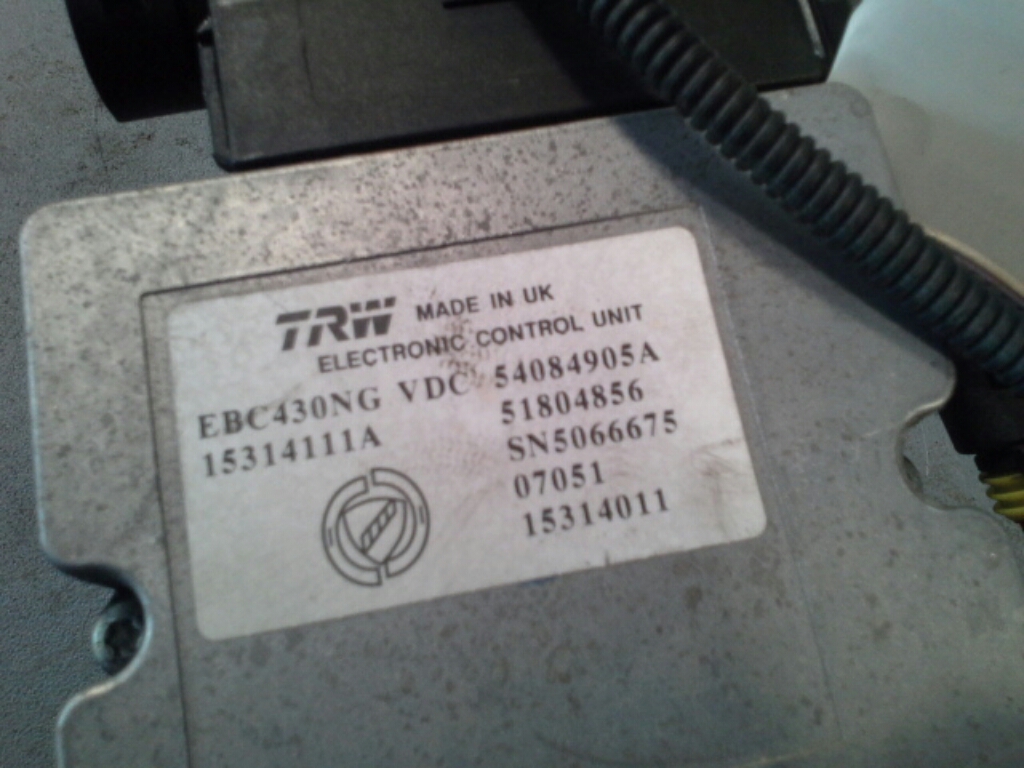 TRW MADE IN UK
ELECTRONIC CONTROL UNIT
EBC430NG VDC 54084905A
15314111A 51804856
SN5066675
07051
15314011